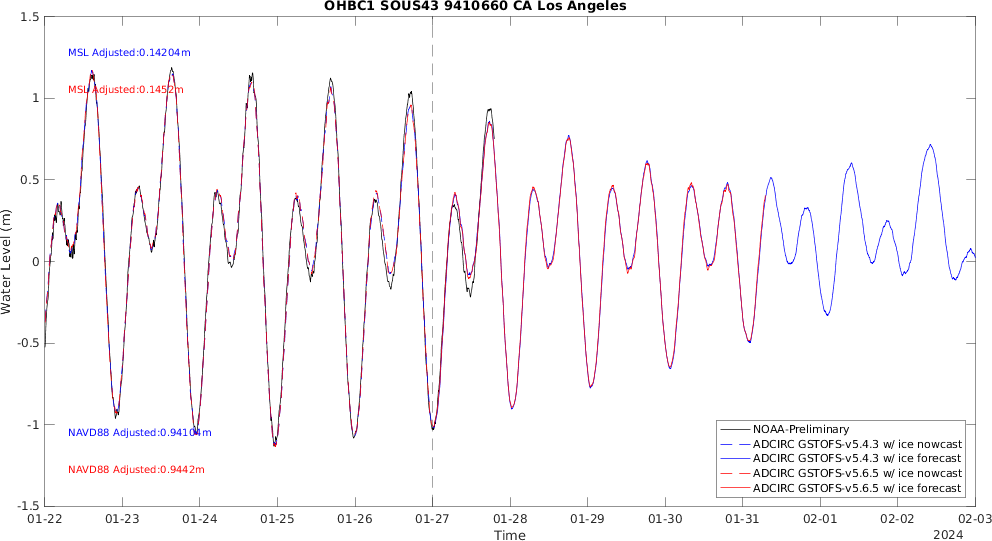 OHBC1 SOUS43 9410660 CA Los Angeles
1.5
1
0.5
0
-0.5
-1
-1.5
Water Level (m)
MSL Adjusted:0.14204m
MSL Adjusted:0.1452m
NAVD88 Adjusted:0.94104m
NAVD88 Adjusted:0.9442m
NOAA-Preliminary
ADCIRC GSTOFS-v5.4.3 w/ ice nowcast
ADCIRC GSTOFS-v5.4.3 w/ ice forecast
ADCIRC GSTOFS-v5.6.5 w/ ice nowcast
ADCIRC GSTOFS-v5.6.5 w/ ice forecast
01-22 01-23 01-24 01-25 01-26 01-27 01-28 01-29 01-30 01-31 02-01 02-02 02-03
Time
2024